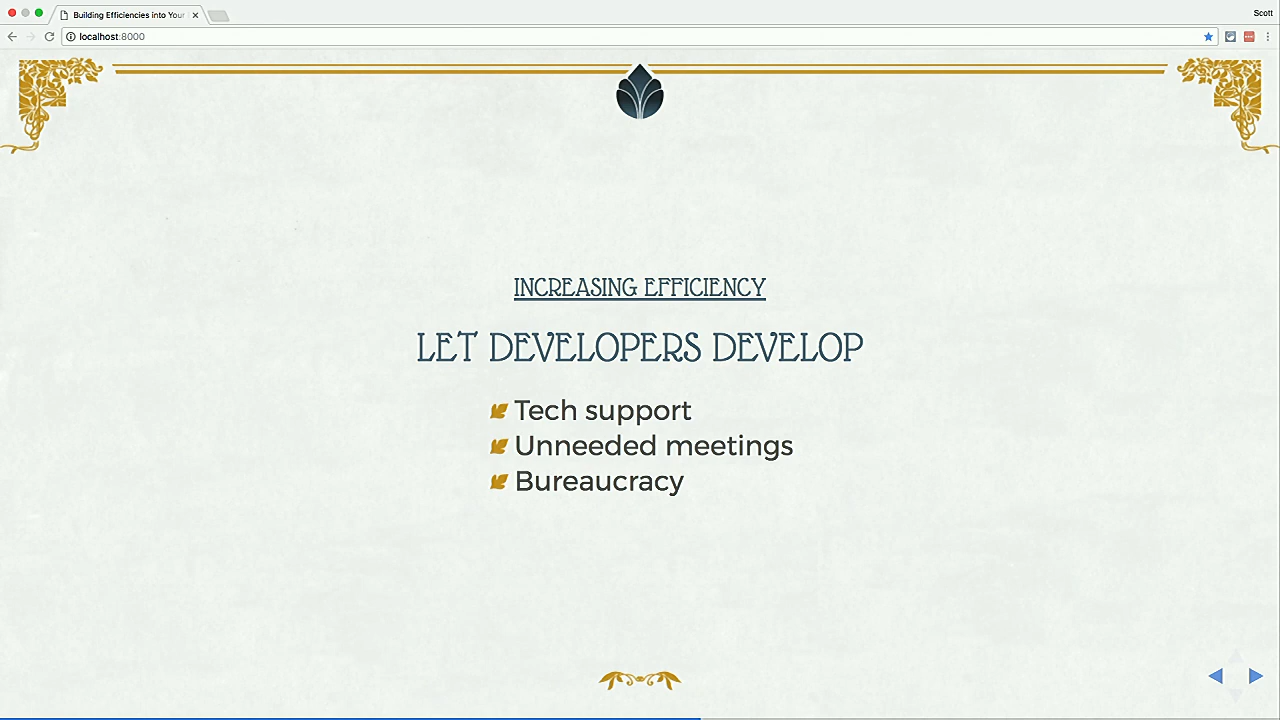 Building Efficiencies into Your
Scott
localhost:8000
INCREASING EFFICIENCY
LET DEVELOPERS DEVELOP
Tech support
Unneeded meetings
Bureaucracy